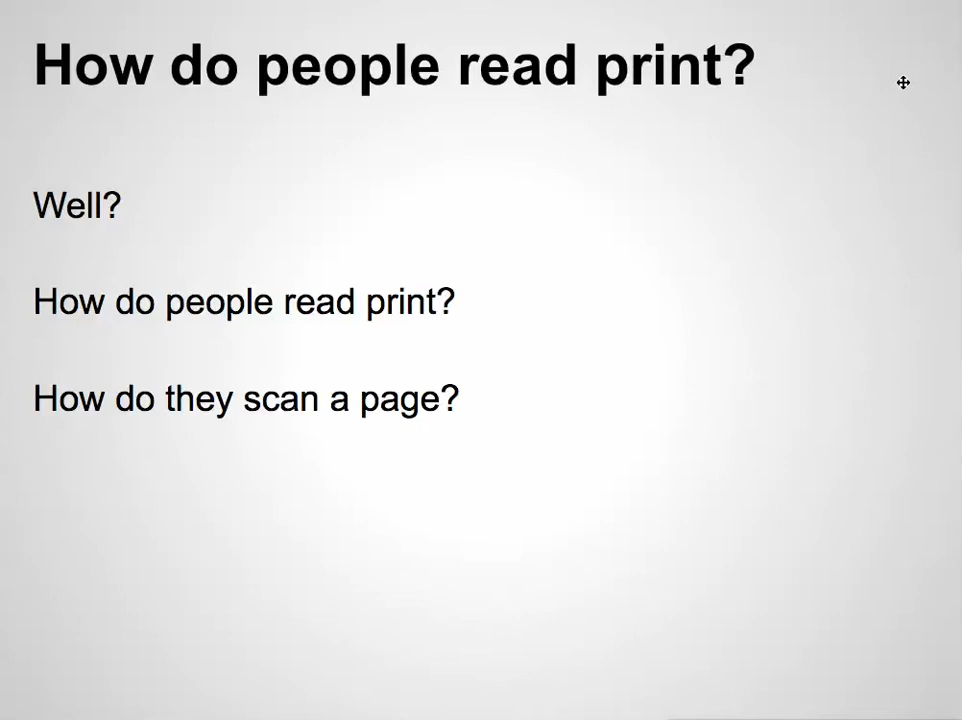 How do people read print?
Well?
How do people read print?
How do they scan a page?